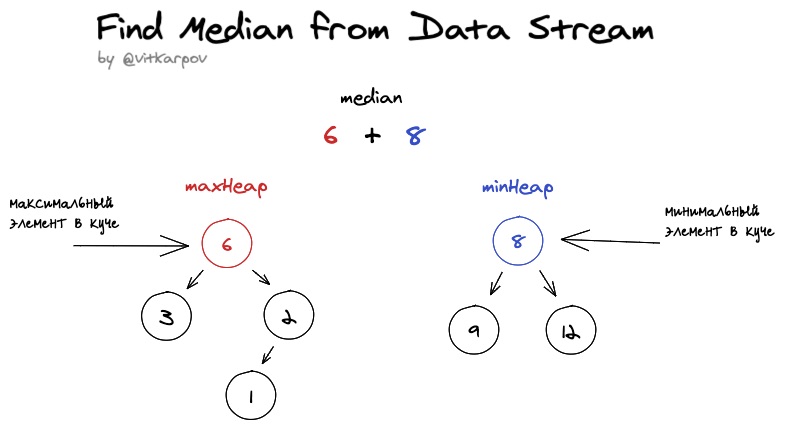 Find Median from Data Stream
by @vitkarpov
median
6 + 8
maxHeap
minHeap
максимальный
элемент в куче
минимальный
элемент в куче
6
8
3
2
9
12
1